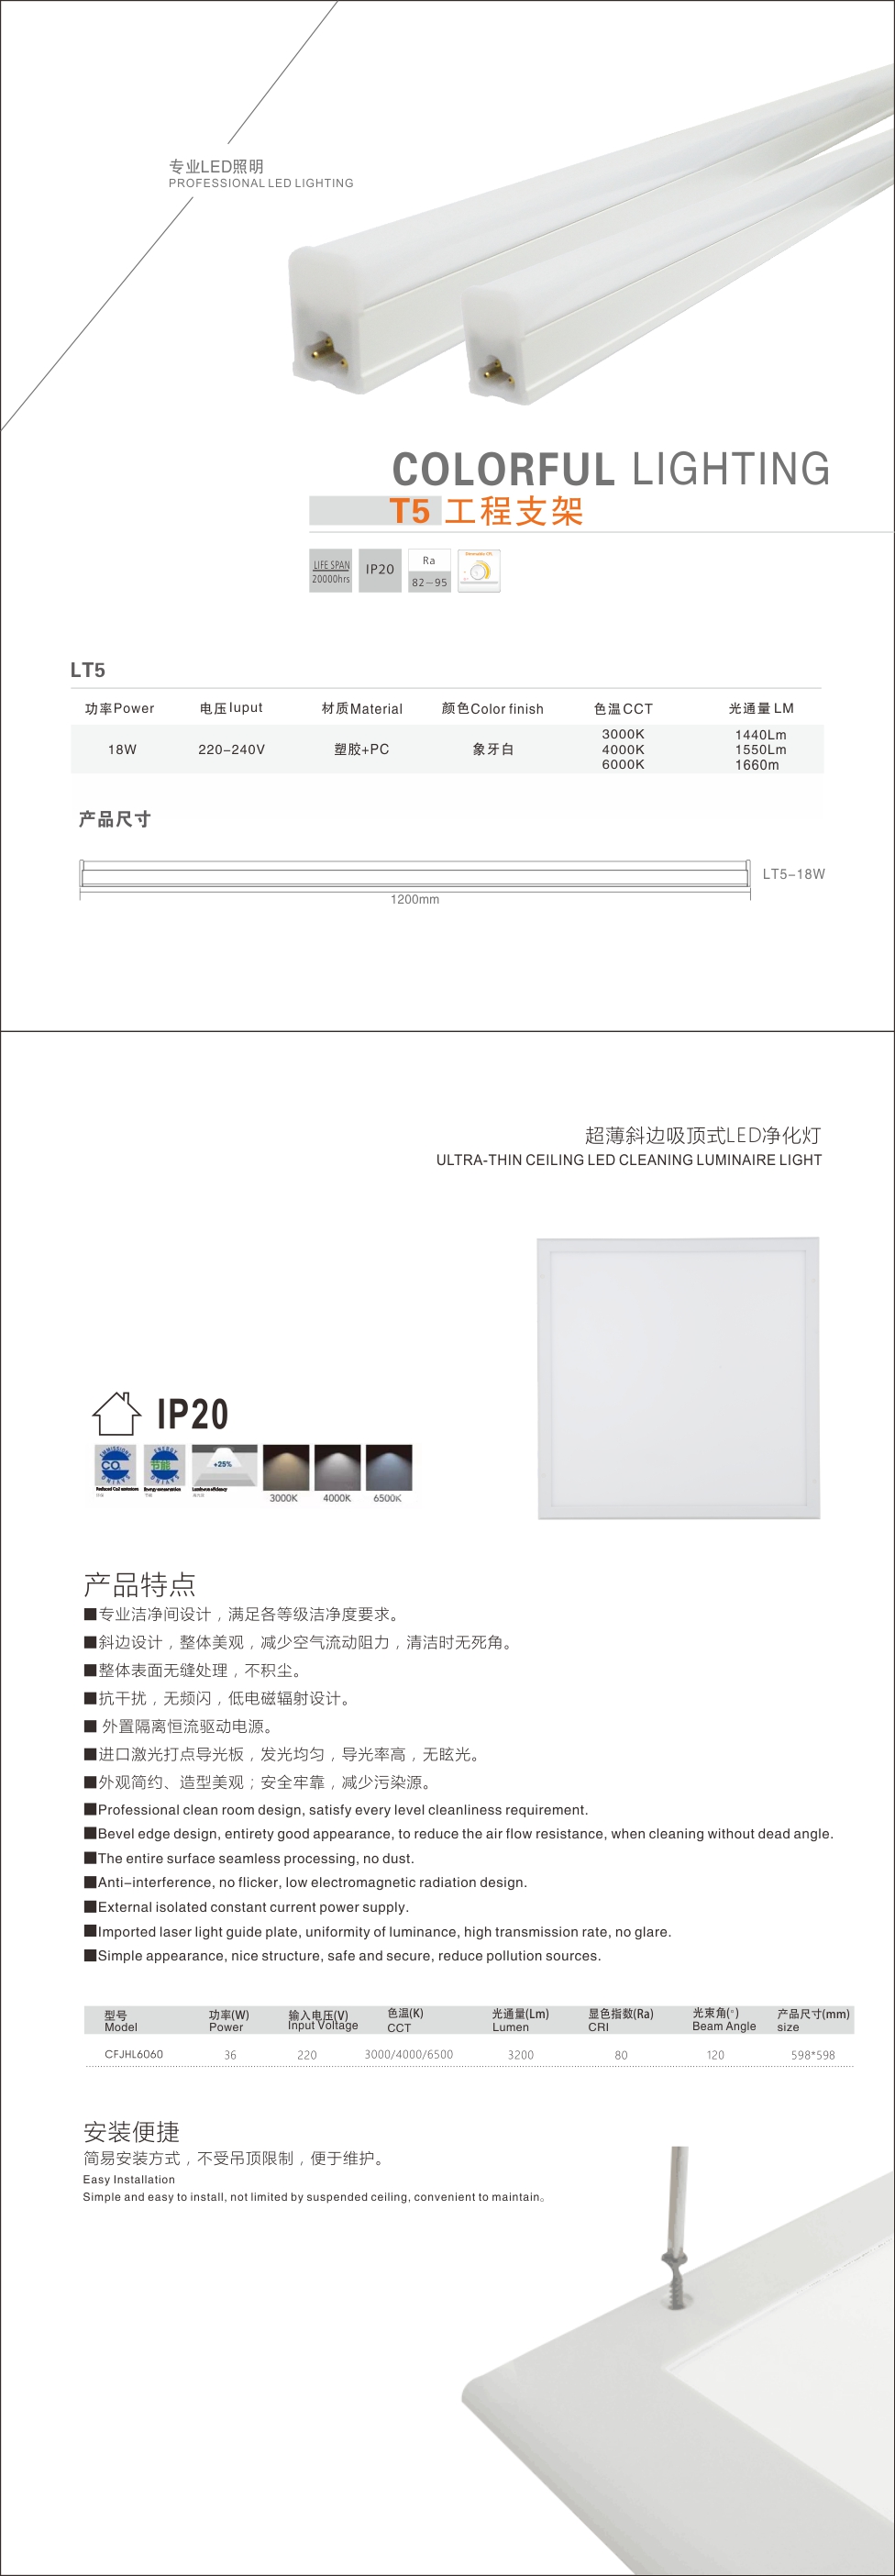 专业LED照明
PROFESSIONAL LED LIGHTING
COLORFUL LIGHTING
T5 工程支架
LIFE SPAN
20000hrs
IP20
Ra
82—95
LT5
功率Power 电压Iuput 材质Material 颜色Color finish 色温CCT 光通量 LM
18W 220-240V 塑胶+PC 象牙白
3000K 1440Lm
4000K 1550Lm
6000K 1660m
产品尺寸
LT5-18W
1200mm
超薄斜边吸顶式LED净化灯
ULTRA-THIN CEILING LED CLEANING LUMINAIRE LIGHT
IP20
节能
+25%
3000K 4000K 6500K
产品特点
■专业洁净间设计，满足各等级洁净度要求。
■斜边设计，整体美观，减少空气流动阻力，清洁时无死角。
■整体表面无缝处理，不积尘。
■抗干扰，无频闪，低电磁辐射设计。
■ 外置隔离恒流驱动电源。
■进口激光打点导光板，发光均匀，导光率高，无眩光。
■外观简约、造型美观；安全牢靠，减少污染源。
■Professional clean room design, satisfy every level cleanliness requirement.
■Bevel edge design, entirety good appearance, to reduce the air flow resistance, when cleaning without dead angle.
■The entire surface seamless processing, no dust.
■Anti-interference, no flicker, low electromagnetic radiation design.
■External isolated constant current power supply.
■Imported laser light guide plate, uniformity of luminance, high transmission rate, no glare.
■Simple appearance, nice structure, safe and secure, reduce pollution sources.
型号 功率(W) 输入电压(V) 色温(K) 光通量(Lm) 显色指数(Ra) 光束角(°) 产品尺寸(mm)
Model Power Input Voltage CCT Lumen CRI Beam Angle size
CFJHL6060 36 220 3000/4000/6500 3200 80 120 598*598
安装便捷
简易安装方式，不受吊顶限制，便于维护。
Easy Installation
Simple and easy to install, not limited by suspended ceiling, convenient to maintain。